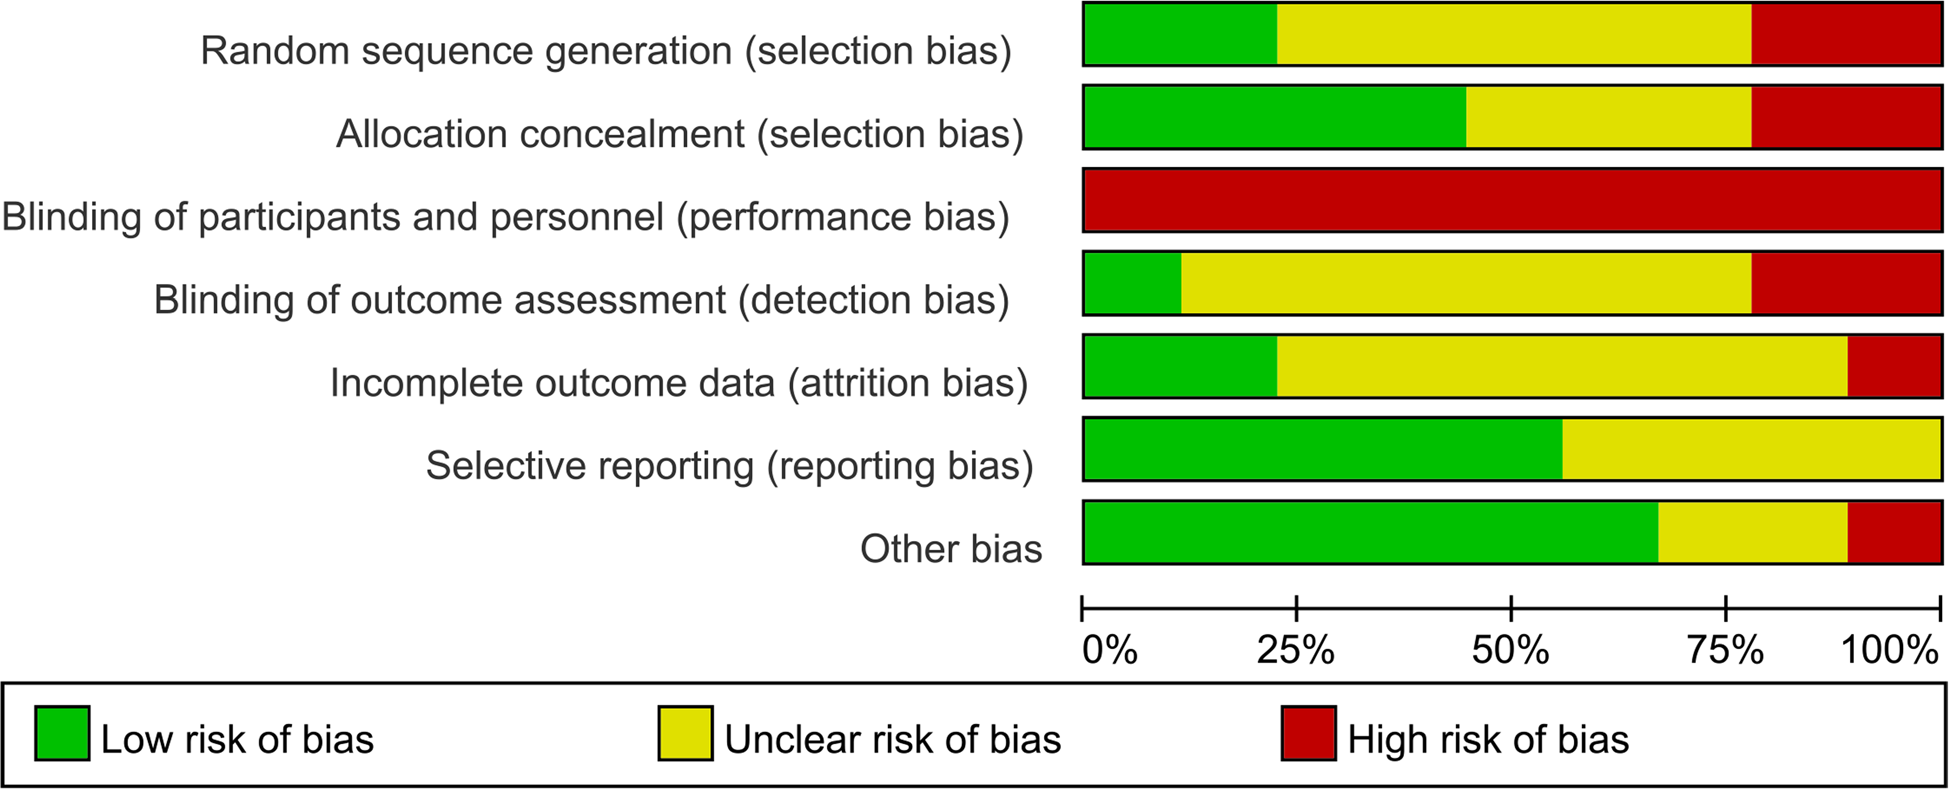 Random sequence generation (selection bias)
Allocation concealment (selection bias)
Blinding of participants and personnel (performance bias)
Blinding of outcome assessment (detection bias)
Incomplete outcome data (attrition bias)
Selective reporting (reporting bias)
Other bias
0% 25% 50% 75% 100%
Low risk of bias Unclear risk of bias High risk of bias